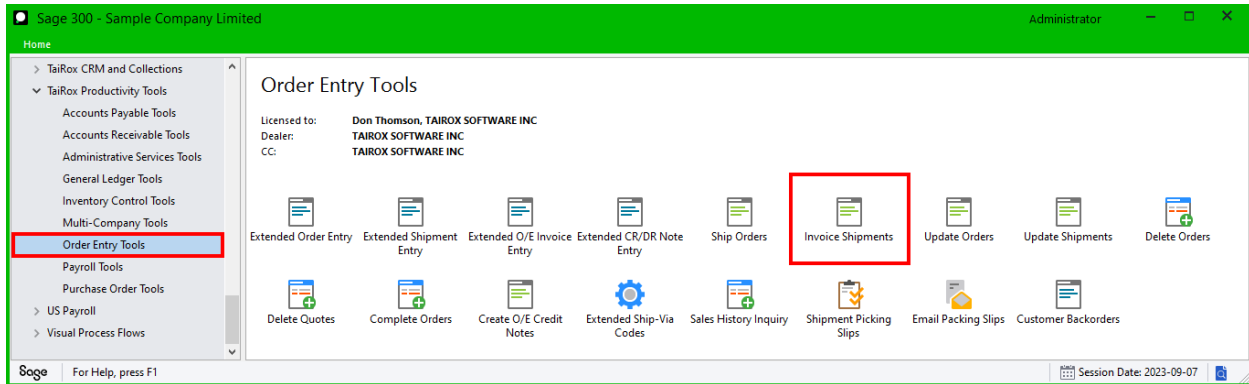 Sage 300 - Sample Company Limited
Administrator
Home
TaiRox CRM and Collections
TaiRox Productivity Tools
Accounts Payable Tools
Accounts Receivable Tools
Administrative Services Tools
General Ledger Tools
Inventory Control Tools
Multi-Company Tools
Order Entry Tools
Payroll Tools
Purchase Order Tools
US Payroll
Visual Process Flows
Order Entry Tools
Licensed to: Don Thomson, TAIROX SOFTWARE INC
Dealer: TAIROX SOFTWARE INC
CC: TAIROX SOFTWARE INC
Extended Order Entry
Extended Shipment
Entry
Extended O/E Invoice
Entry
Extended CR/DR Note
Entry
Ship Orders
Invoice Shipments
Update Orders
Update Shipments
Delete Orders
Delete Quotes
Complete Orders
Create O/E Credit
Notes
Extended Ship-Via
Codes
Sales History Inquiry
Shipment Picking
Slips
Email Packing Slips
Customer Backorders
Sage
For Help, press F1
Session Date: 2023-09-07